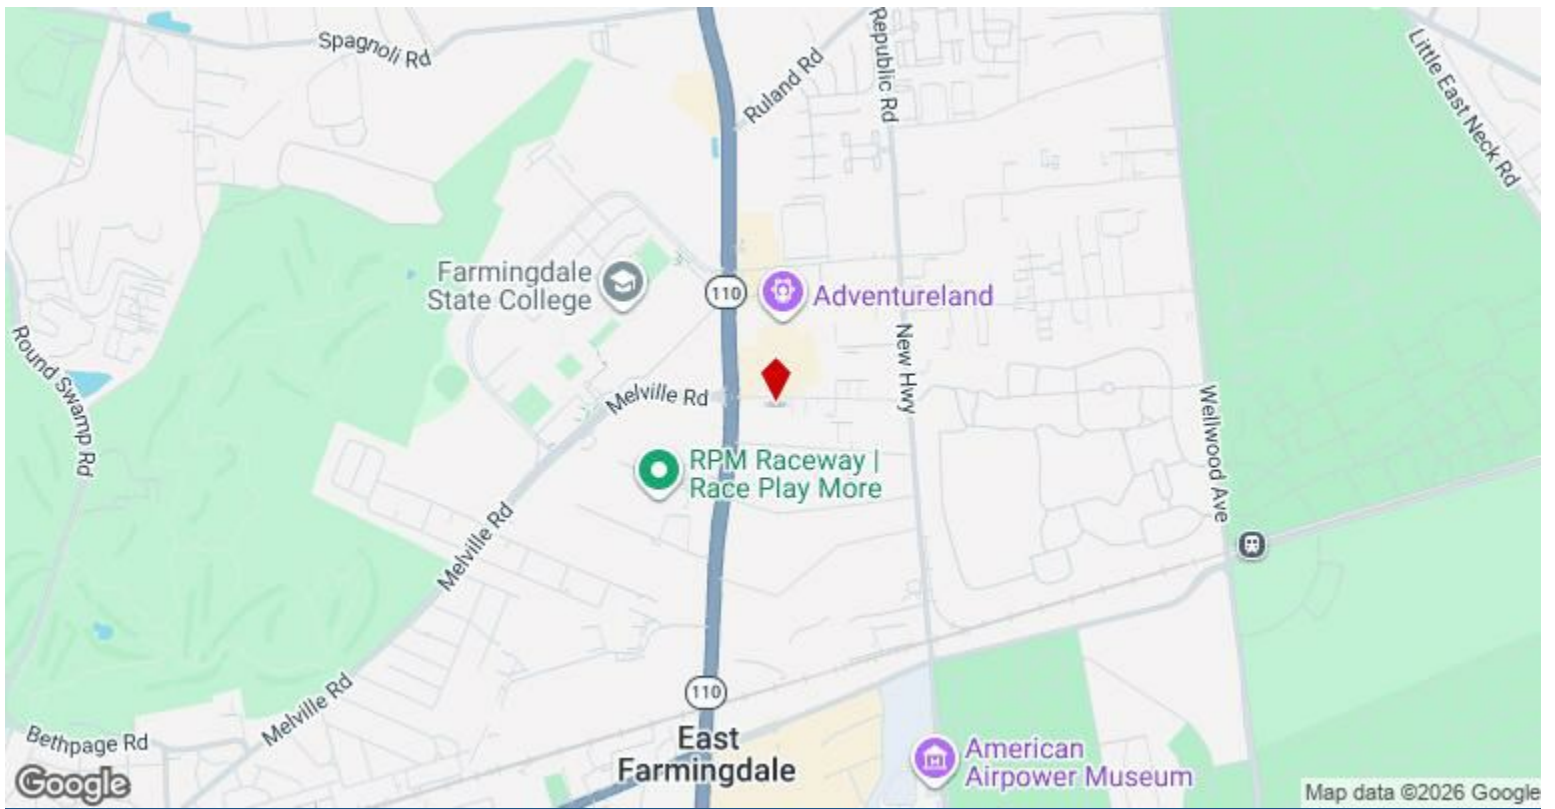 Spagnoli Rd
Ruland Rd
Republic Rd
Little East Neck Rd
Farmingdale
State College
110
Adventureland
Round Swamp Rd
New Hwy
Melville Rd
Wellwood Ave
RPM Raceway |
Race Play More
Melville Rd
Melville Rd
110
East
Farmingdale
Bethpage Rd
American
Airpower Museum
Google
Map data ©2026 Google